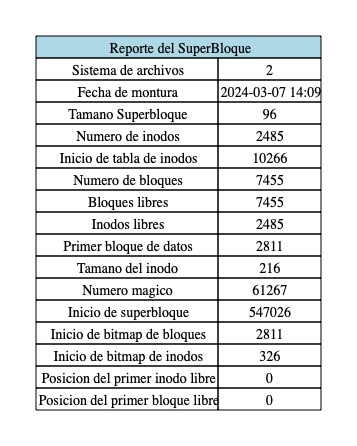 Reporte del SuperBloque
Sistema de archivos 2
Fecha de montura 2024-03-07 14:09
Tamano Superbloque 96
Numero de inodos 2485
Inicio de tabla de inodos 10266
Numero de bloques 7455
Bloques libres 7455
Inodos libres 2485
Primer bloque de datos 2811
Tamano del inodo 216
Numero magico 61267
Inicio de superbloque 547026
Inicio de bitmap de bloques 2811
Inicio de bitmap de inodos 326
Posicion del primer inodo libre 0
Posicion del primer bloque libre 0